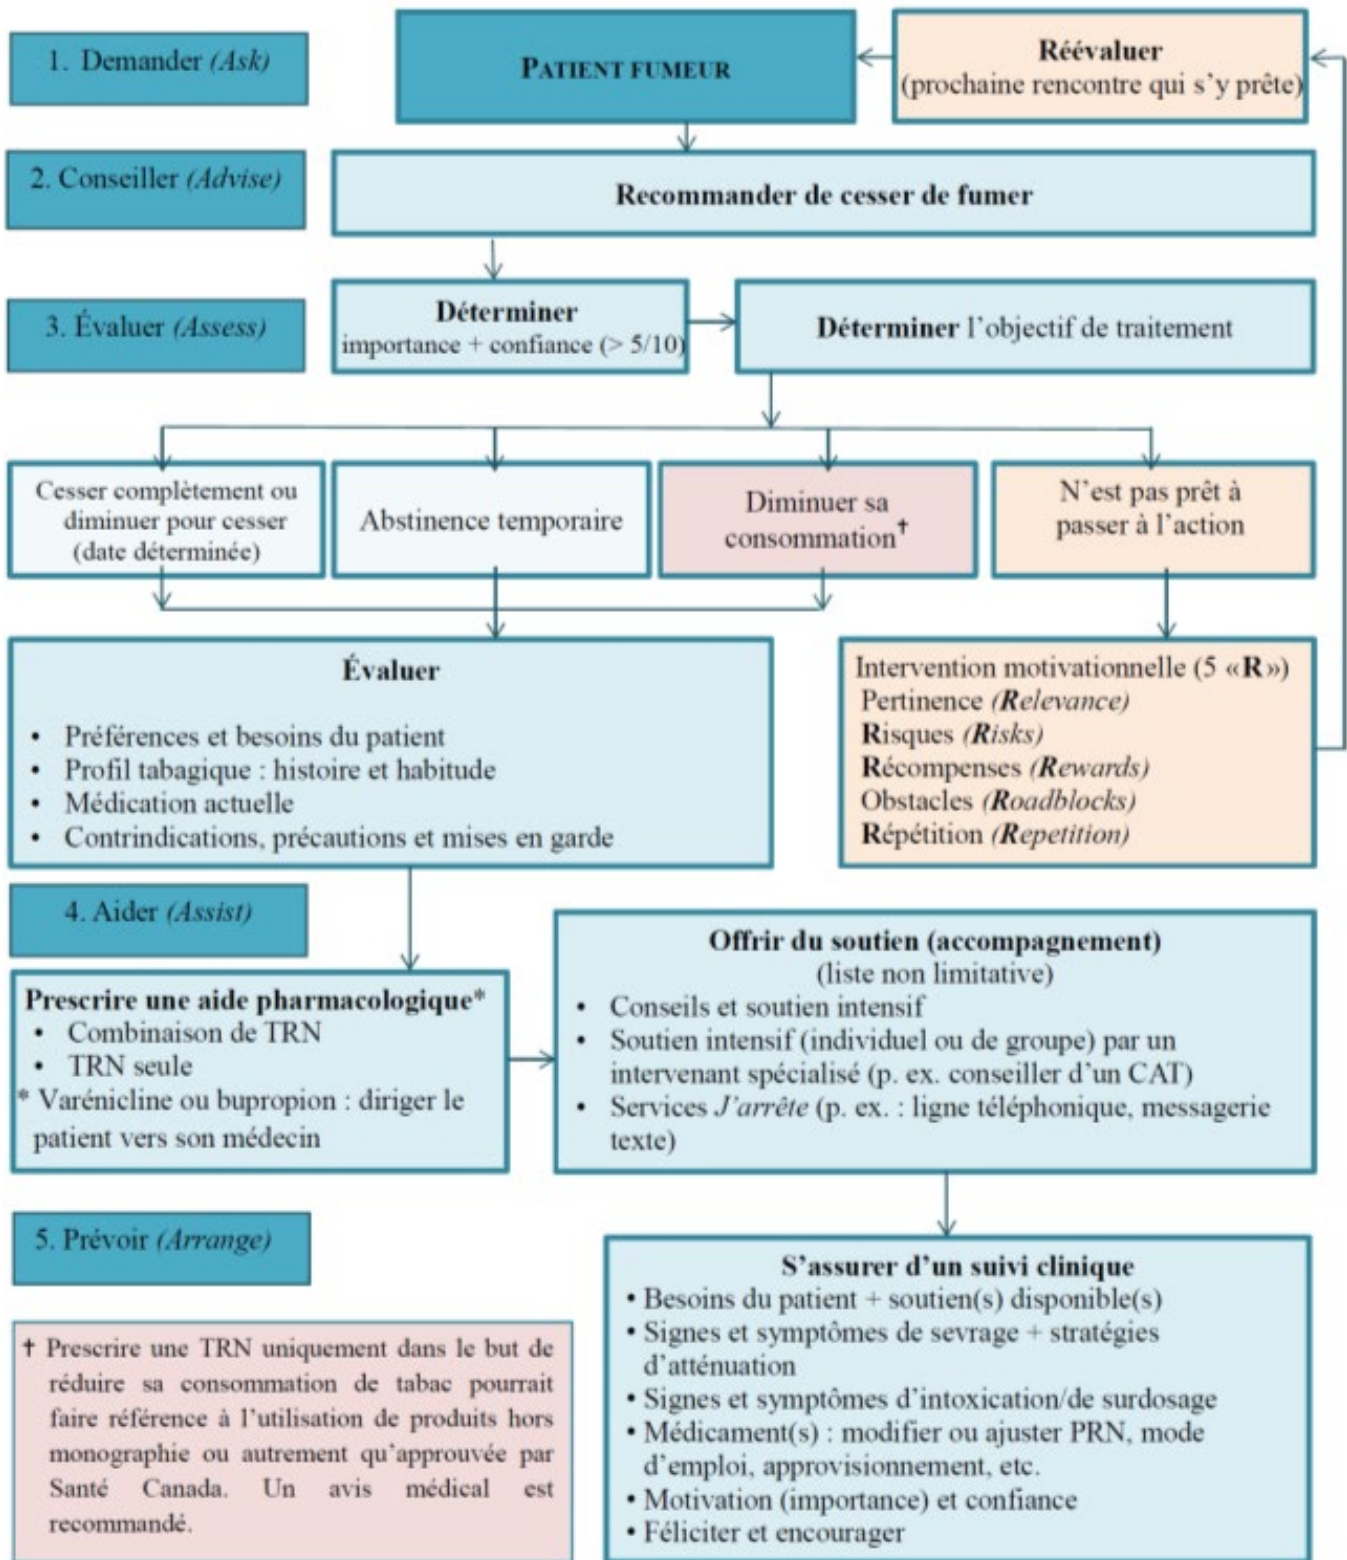 1. Demander (Ask)
PATIENT FUMEUR
Réévaluer
(prochaine rencontre qui s'y prête)
2. Conseiller (Advise)
Recommander de cesser de fumer
3. Évaluer (Assess)
Déterminer
importance + confiance (> 5/10)
Déterminer l'objectif de traitement
Cesser complètement ou
diminuer pour cesser
(date déterminée)
Abstinence temporaire
Diminuer sa
consommation†
N'est pas prêt à
passer à l'action
Évaluer
• Préférences et besoins du patient
• Profil tabagique : histoire et habitude
• Médication actuelle
• Contrindications, précautions et mises en garde
Intervention motivationnelle (5 «R»)
Pertinence (Relevance)
Risques (Risks)
Récompenses (Rewards)
Obstacles (Roadblocks)
Répétition (Repetition)
4. Aider (Assist)
Prescrire une aide pharmacologique*
• Combinaison de TRN
• TRN seule
* Varénicline ou bupropion : diriger le
patient vers son médecin
Offrir du soutien (accompagnement)
(liste non limitative)
• Conseils et soutien intensif
• Soutien intensif (individuel ou de groupe) par un
intervenant spécialisé (p. ex. conseiller d'un CAT)
• Services J'arrête (p. ex. : ligne téléphonique, messagerie
texte)
5. Prévoir (Arrange)
S'assurer d'un suivi clinique
• Besoins du patient + soutien(s) disponible(s)
• Signes et symptômes de sevrage + stratégies
d'atténuation
• Signes et symptômes d'intoxication/de surdosage
• Médicament(s) : modifier ou ajuster PRN, mode
d'emploi, approvisionnement, etc.
• Motivation (importance) et confiance
• Féliciter et encourager
† Prescrire une TRN uniquement dans le but de
réduire sa consommation de tabac pourrait
faire référence à l'utilisation de produits hors
monographie ou autrement qu'approuvée par
Santé Canada. Un avis médical est
recommandé.